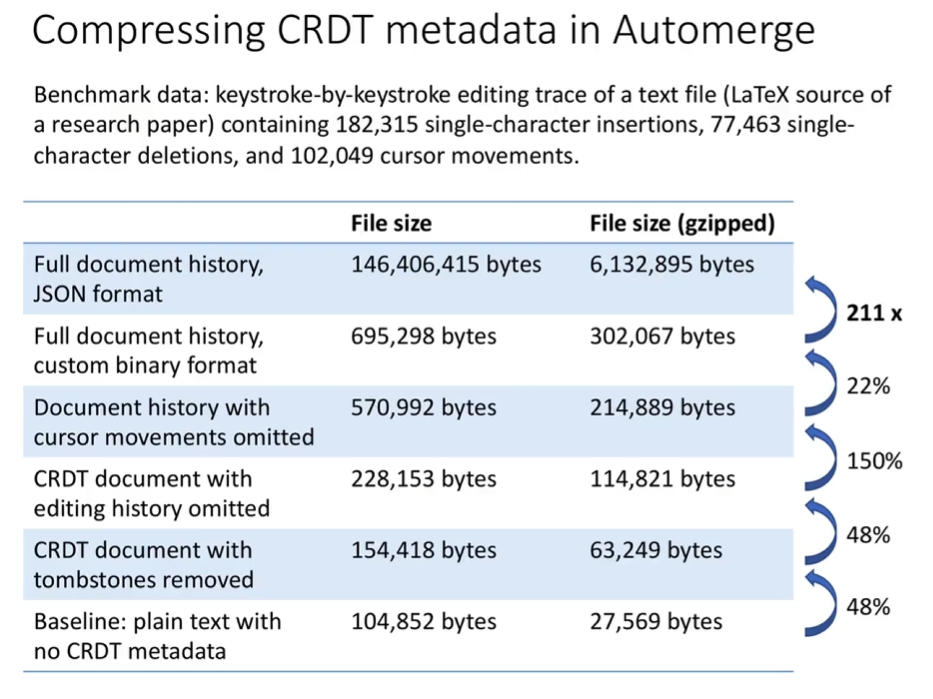 Compressing CRDT metadata in Automerge
Benchmark data: keystroke-by-keystroke editing trace of a text file (LaTeX source of
a research paper) containing 182,315 single-character insertions, 77,463 single-
character deletions, and 102,049 cursor movements.
File size File size (gzipped)
Full document history,
JSON format
146,406,415 bytes 6,132,895 bytes
211 x
Full document history,
custom binary format
695,298 bytes 302,067 bytes
22%
Document history with
cursor movements omitted
570,992 bytes 214,889 bytes
150%
CRDT document with
editing history omitted
228,153 bytes 114,821 bytes
48%
CRDT document with
tombstones removed
154,418 bytes 63,249 bytes
48%
Baseline: plain text with
no CRDT metadata
104,852 bytes 27,569 bytes